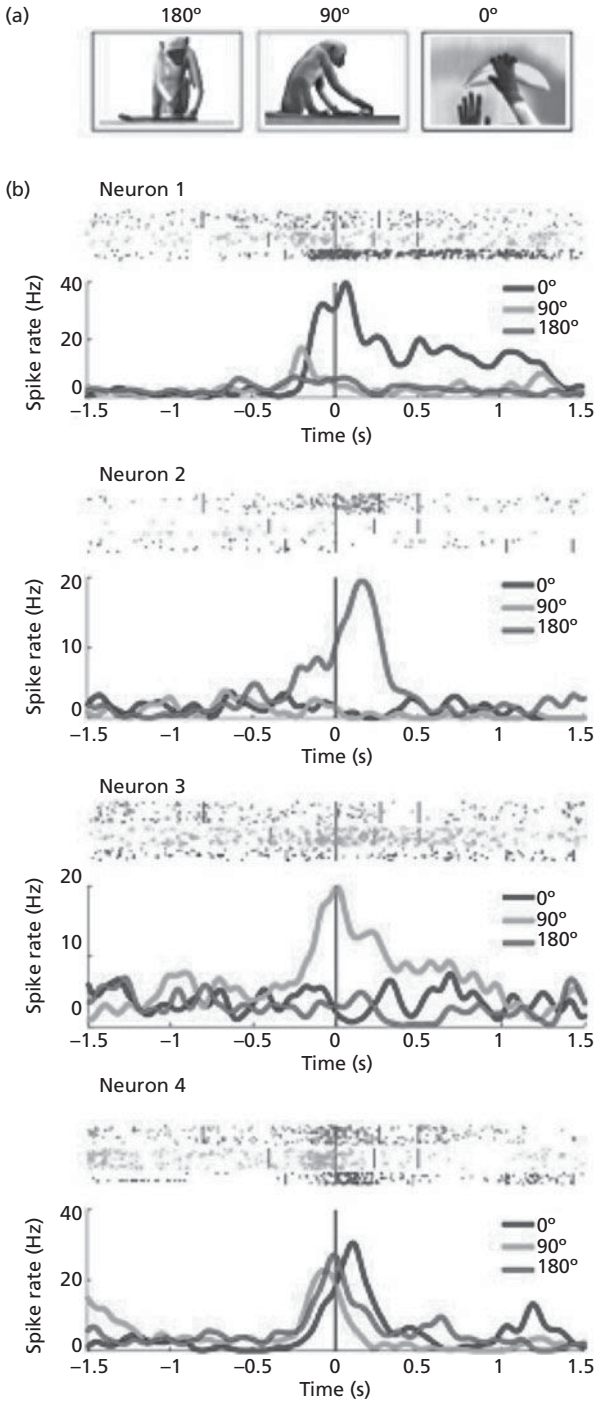 (a)
180° 90° 0°
(b)
Neuron 1
40
20
0
Spike rate (Hz)
0°
90°
180°
−1.5 −1 −0.5 0 0.5 1 1.5
Time (s)
Neuron 2
20
10
0
Spike rate (Hz)
0°
90°
180°
−1.5 −1 −0.5 0 0.5 1 1.5
Time (s)
Neuron 3
20
10
0
Spike rate (Hz)
0°
90°
180°
−1.5 −1 −0.5 0 0.5 1 1.5
Time (s)
Neuron 4
40
20
0
Spike rate (Hz)
0°
90°
180°
−1.5 −1 −0.5 0 0.5 1 1.5
Time (s)